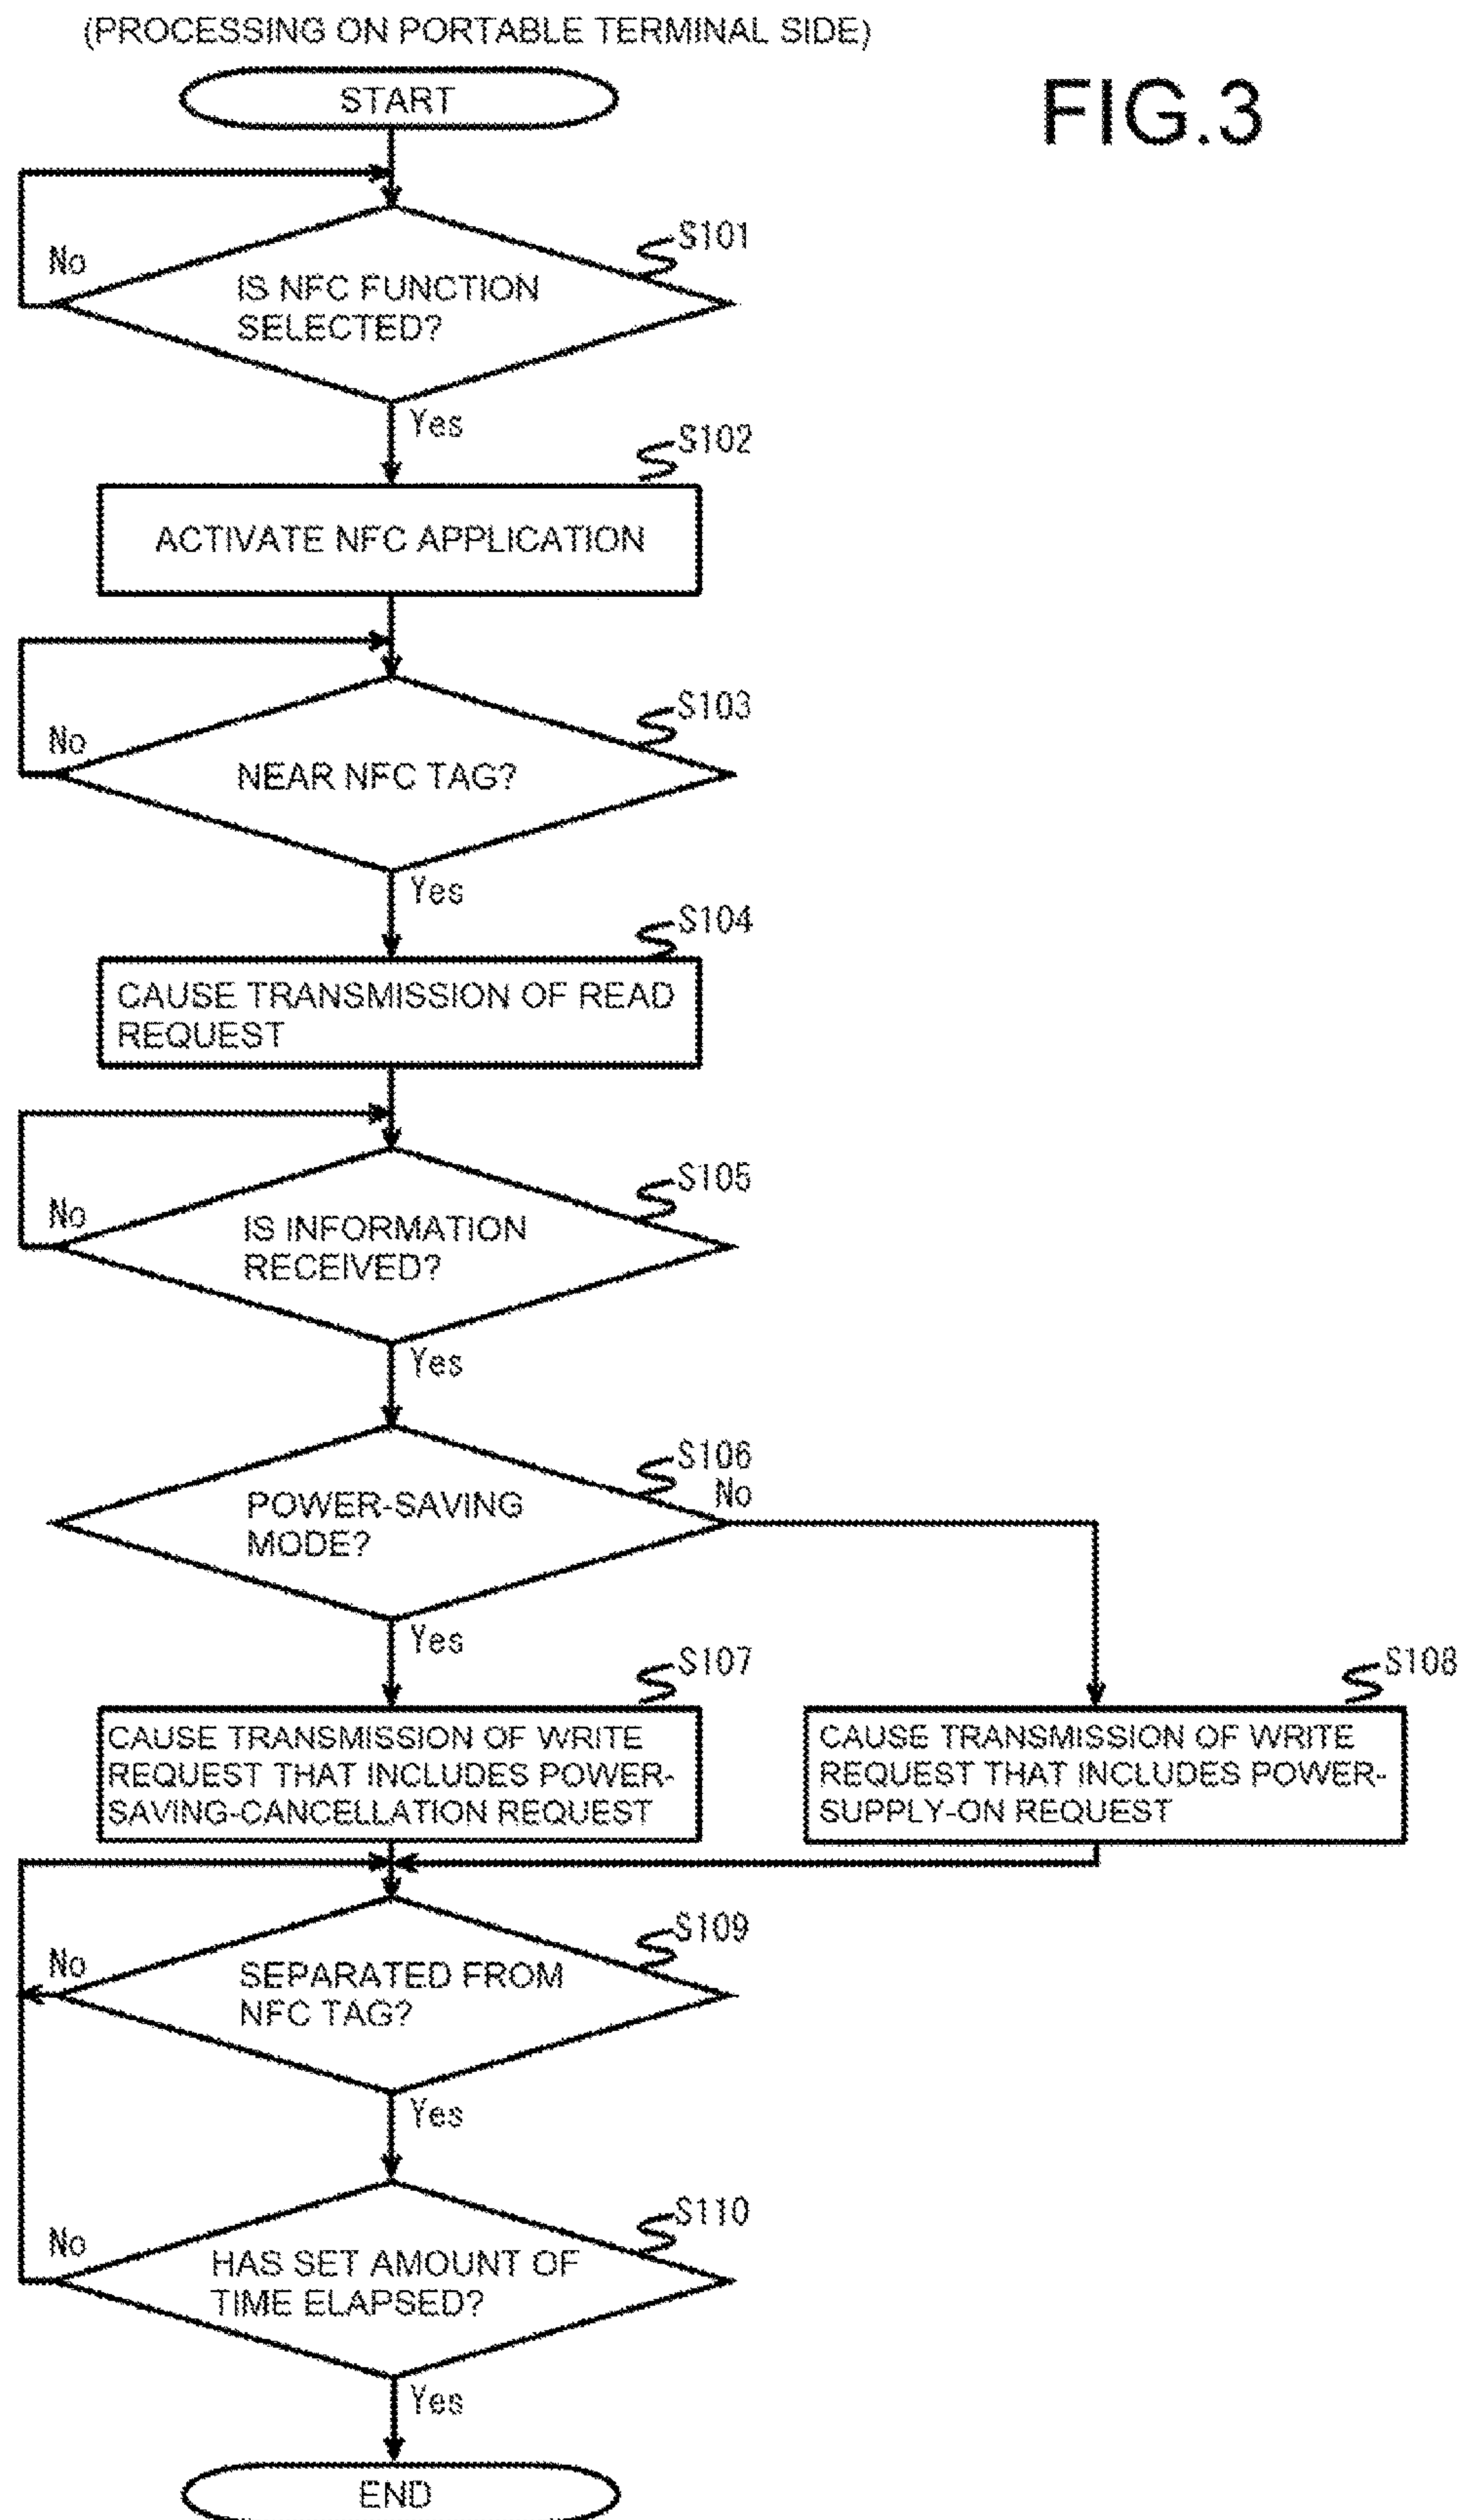 (PROCESSING ON PORTABLE TERMINAL SIDE)
FIG.3
START
S101
No
IS NFC FUNCTION
SELECTED?
Yes
S102
ACTIVATE NFC APPLICATION
S103
No
NEAR NFC TAG?
Yes
S104
CAUSE TRANSMISSION OF READ
REQUEST
S105
No
IS INFORMATION
RECEIVED?
Yes
S106
No
POWER-SAVING
MODE?
Yes
S107
CAUSE TRANSMISSION OF WRITE
REQUEST THAT INCLUDES POWER-
SAVING-CANCELLATION REQUEST
S108
CAUSE TRANSMISSION OF WRITE
REQUEST THAT INCLUDES POWER-
SUPPLY-ON REQUEST
S109
No
SEPARATED FROM
NFC TAG?
Yes
S110
No
HAS SET AMOUNT OF
TIME ELAPSED?
Yes
END